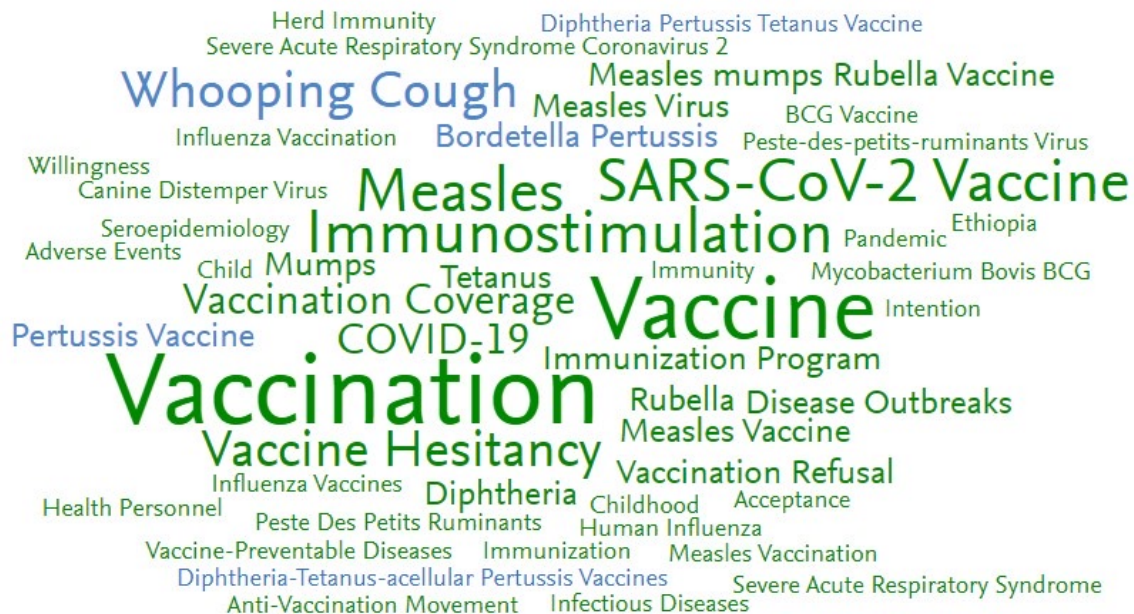 Herd Immunity
Diphtheria Pertussis Tetanus Vaccine
Severe Acute Respiratory Syndrome Coronavirus 2
Whooping Cough
Measles mumps Rubella Vaccine
Measles Virus
BCG Vaccine
Influenza Vaccination
Bordetella Pertussis
Peste-des-petits-ruminants Virus
Willingness
Canine Distemper Virus
Measles
SARS-CoV-2 Vaccine
Seroepidemiology
Immunostimulation
Ethiopia
Pandemic
Adverse Events
Child
Mumps
Tetanus
Immunity
Mycobacterium Bovis BCG
Vaccination Coverage
Vaccine
Intention
Pertussis Vaccine
COVID-19
Immunization Program
Vaccination
Rubella
Disease Outbreaks
Vaccine Hesitancy
Measles Vaccine
Vaccination Refusal
Influenza Vaccines
Diphtheria
Childhood
Acceptance
Health Personnel
Peste Des Petits Ruminants
Human Influenza
Vaccine-Preventable Diseases
Immunization
Measles Vaccination
Diphtheria-Tetanus-acellular Pertussis Vaccines
Severe Acute Respiratory Syndrome
Anti-Vaccination Movement
Infectious Diseases